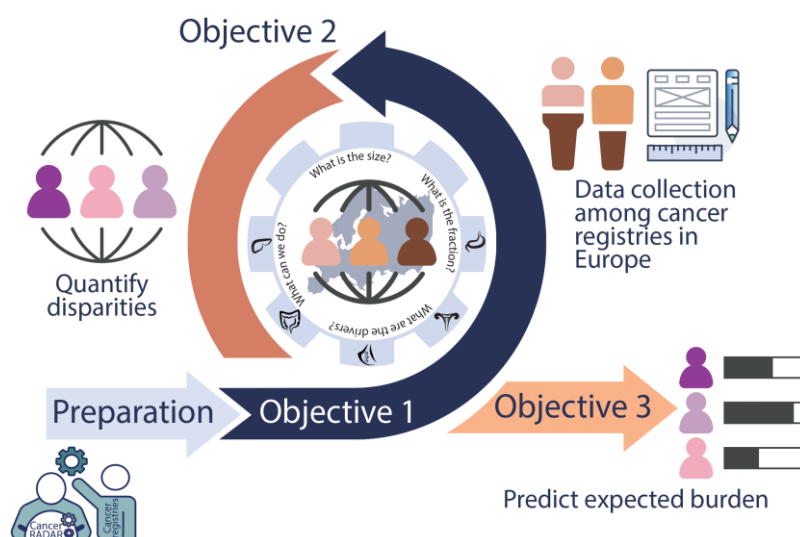 Objective 2
What is the size?
What is the fraction?
What are the drivers?
What can we do?
Data collection
among cancer
registries in
Europe
Quantify
disparities
Preparation
Objective 1
Objective 3
Cancer
RADAR
Cancer
registries
Predict expected burden